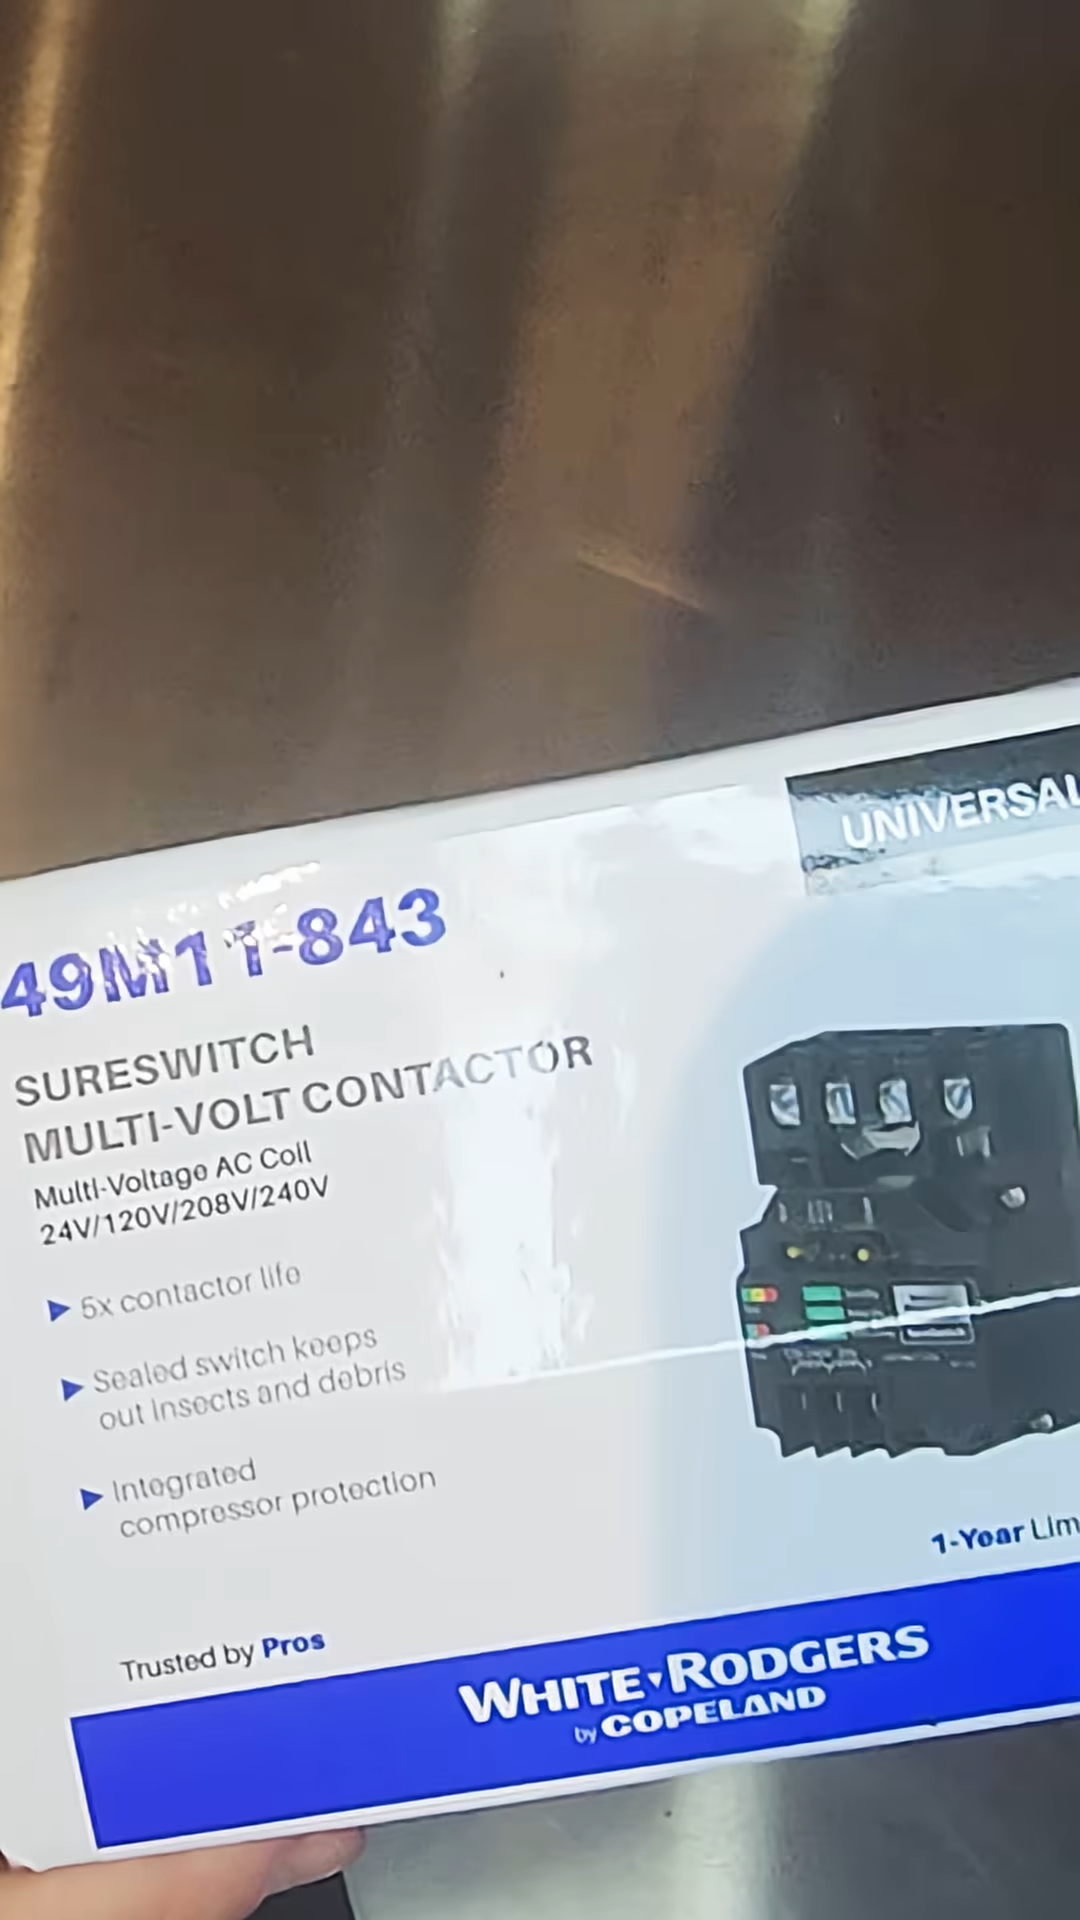 UNIVERSAL
49M11-843
SURESWITCH
MULTI-VOLT CONTACTOR
Multi-Voltage AC Coil
24V/120V/208V/240V
▶ 5x contactor life
▶ Sealed switch keeps
out insects and debris
▶ Integrated
compressor protection
1-Year Lim
Trusted by Pros
WHITE RODGERS
by COPELAND